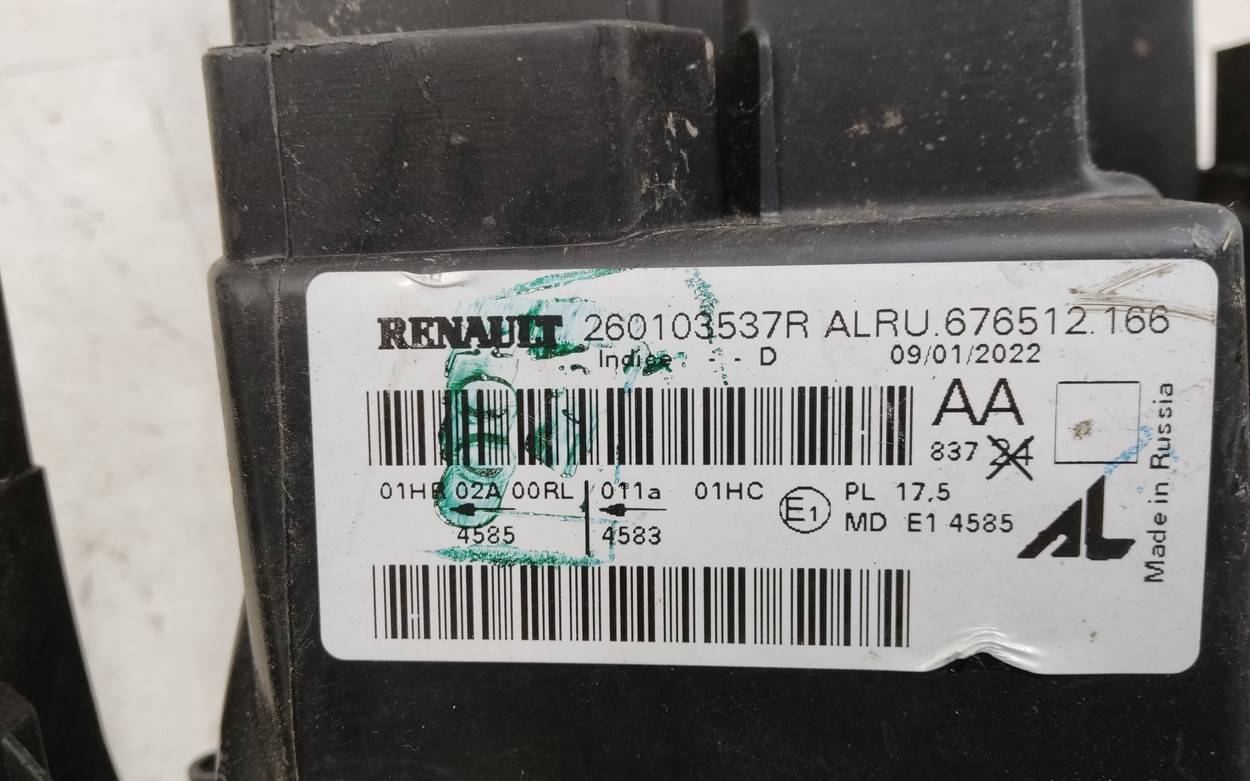 RENAULT 260103537R ALRU.676512.166
Indice - - D 09/01/2022
AA
837 24
01HR 02A 00RL 011a 01HC E1 PL 17.5
4585 4583 MD E1 4585
AL
Made in Russia